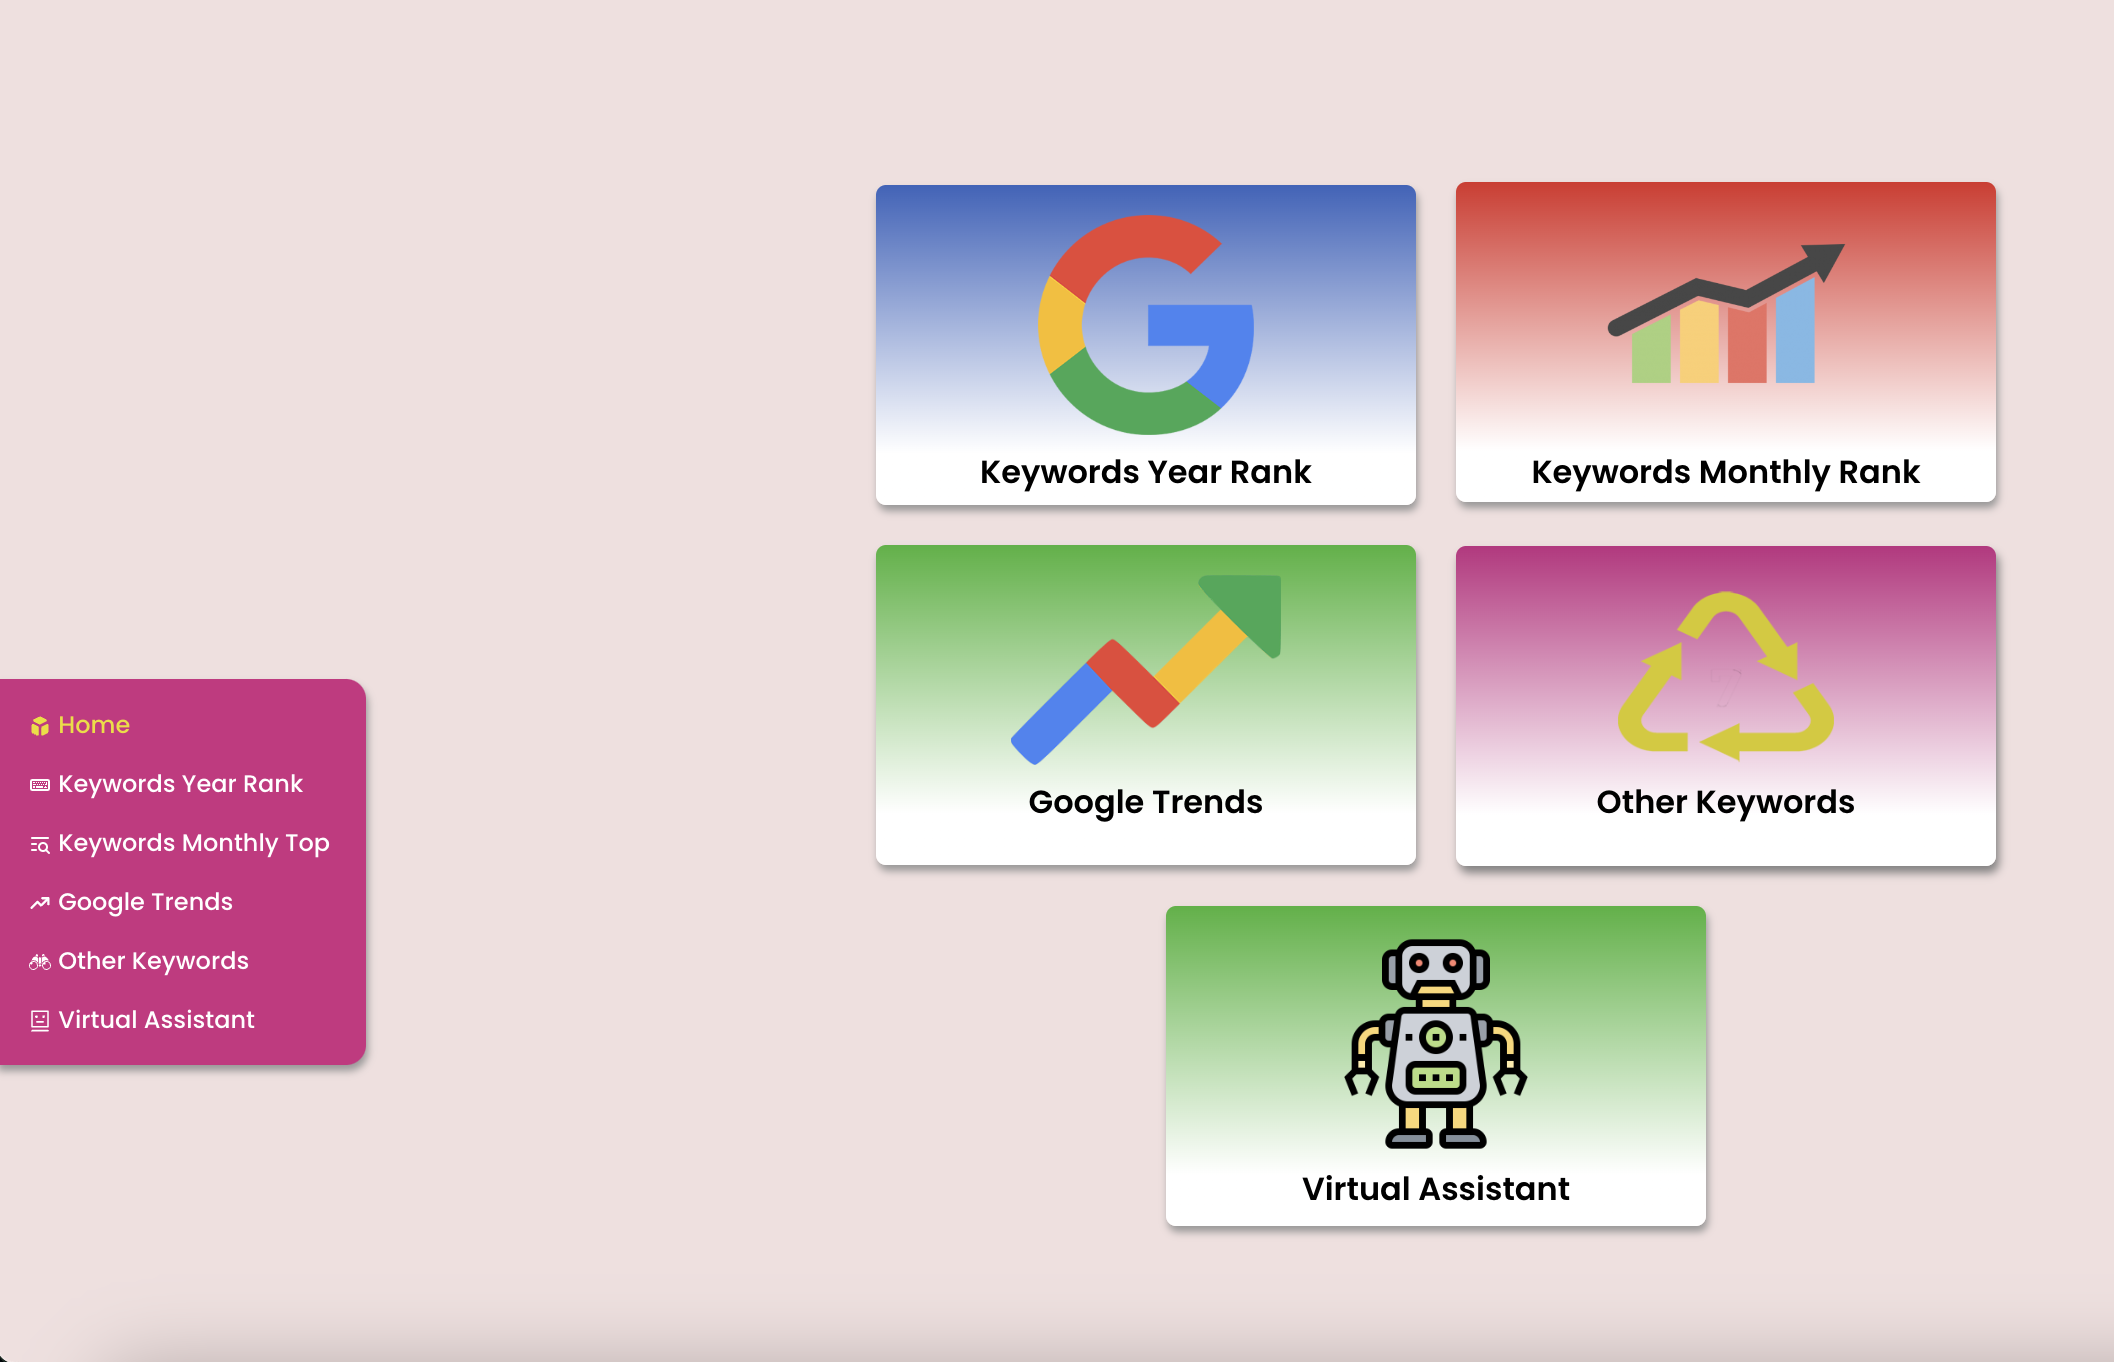 Home
Keywords Year Rank
Keywords Monthly Top
Google Trends
Other Keywords
Virtual Assistant
Keywords Year Rank
Keywords Monthly Rank
Google Trends
Other Keywords
Virtual Assistant